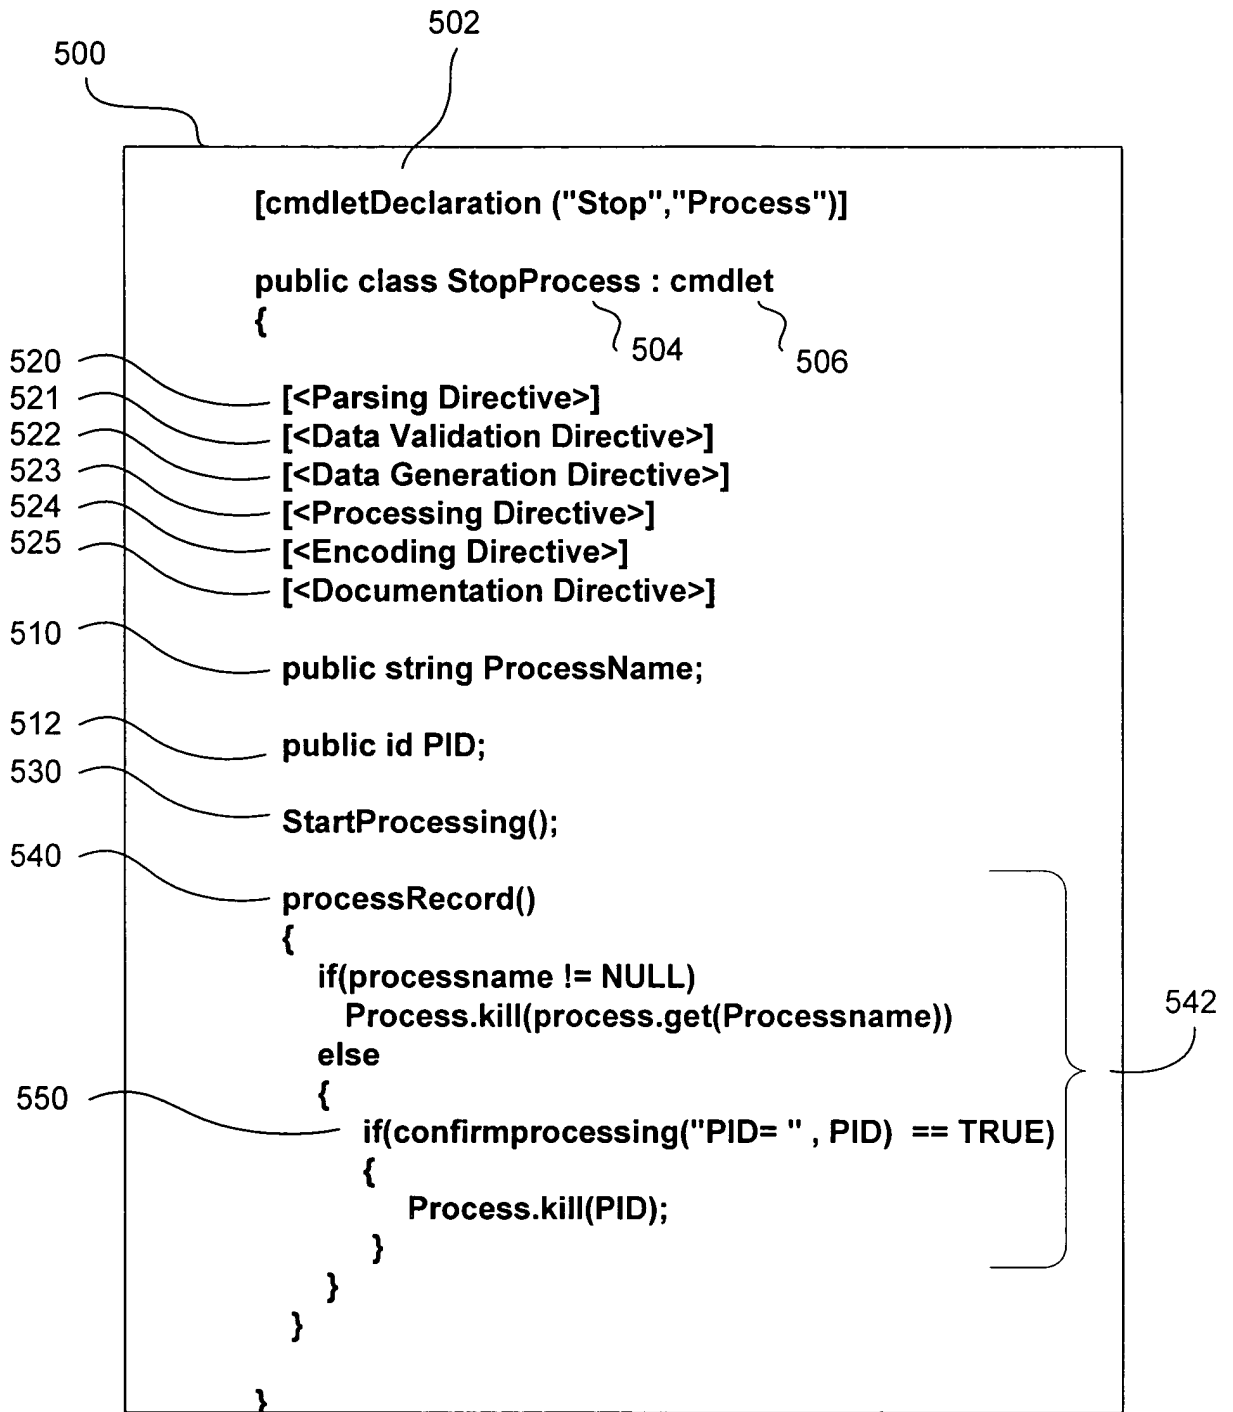 502
500
[cmdletDeclaration ("Stop","Process")]
public class StopProcess : cmdlet
{
504
506
520 [<Parsing Directive>]
521 [<Data Validation Directive>]
522 [<Data Generation Directive>]
523 [<Processing Directive>]
524 [<Encoding Directive>]
525 [<Documentation Directive>]
510 public string ProcessName;
512 public id PID;
530 StartProcessing();
540 processRecord()
{
if(processname != NULL)
Process.kill(process.get(Processname))
542
else
{
550 if(confirmprocessing("PID= " , PID)  == TRUE)
{
Process.kill(PID);
}
}
}
}